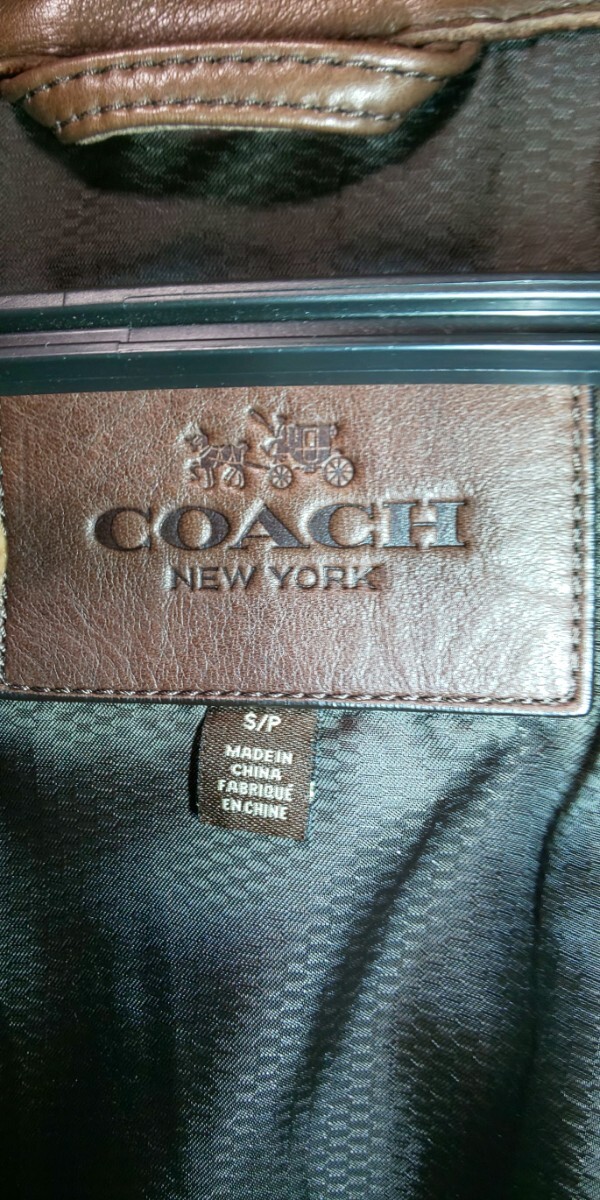 COACH
NEW YORK
S/P
MADE IN
CHINA
FABRIQUÉ
EN CHINE